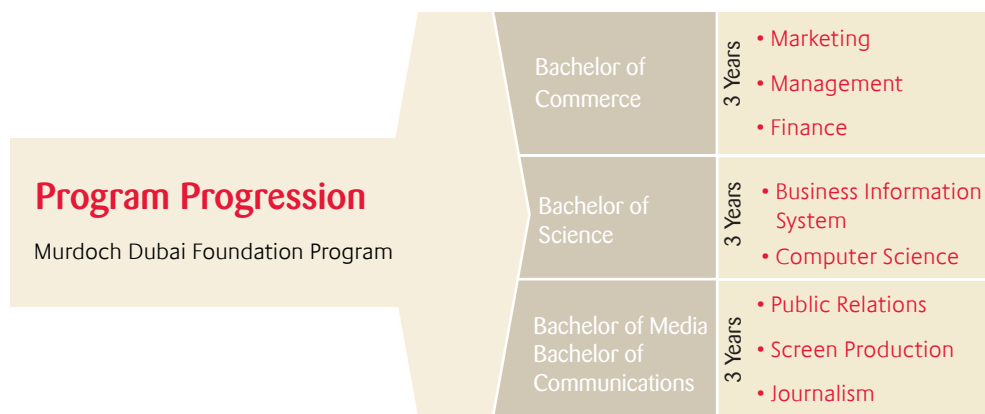 Program Progression
Murdoch Dubai Foundation Program
Bachelor of
Commerce
3 Years
• Marketing
• Management
• Finance
Bachelor of
Science
3 Years
• Business Information
System
• Computer Science
Bachelor of Media
Bachelor of
Communications
3 Years
• Public Relations
• Screen Production
• Journalism